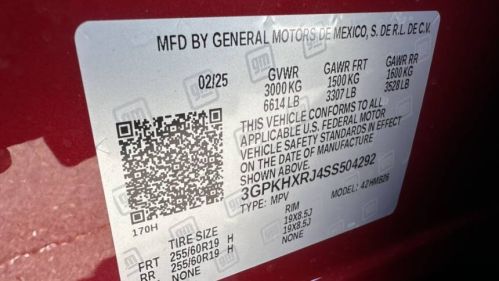 MFD BY GENERAL MOTORS DE MEXICO, S. DE R.L. DE C.V.
02/25 GVWR GAWR FRT GAWR RR
3000 KG 1500 KG 1600 KG
6614 LB 3307 LB 3528 LB
THIS VEHICLE CONFORMS TO ALL
APPLICABLE U.S. FEDERAL MOTOR
VEHICLE SAFETY STANDARDS IN EFFECT
ON THE DATE OF MANUFACTURE
SHOWN ABOVE.
3GPKHXRJ4SS504292
170H TYPE: MPV MODEL: 42HMB26
TIRE SIZE RIM
FRT 255/60R19 H 19X8.5J
RR 255/60R19 H 19X8.5J
NONE NONE
gm